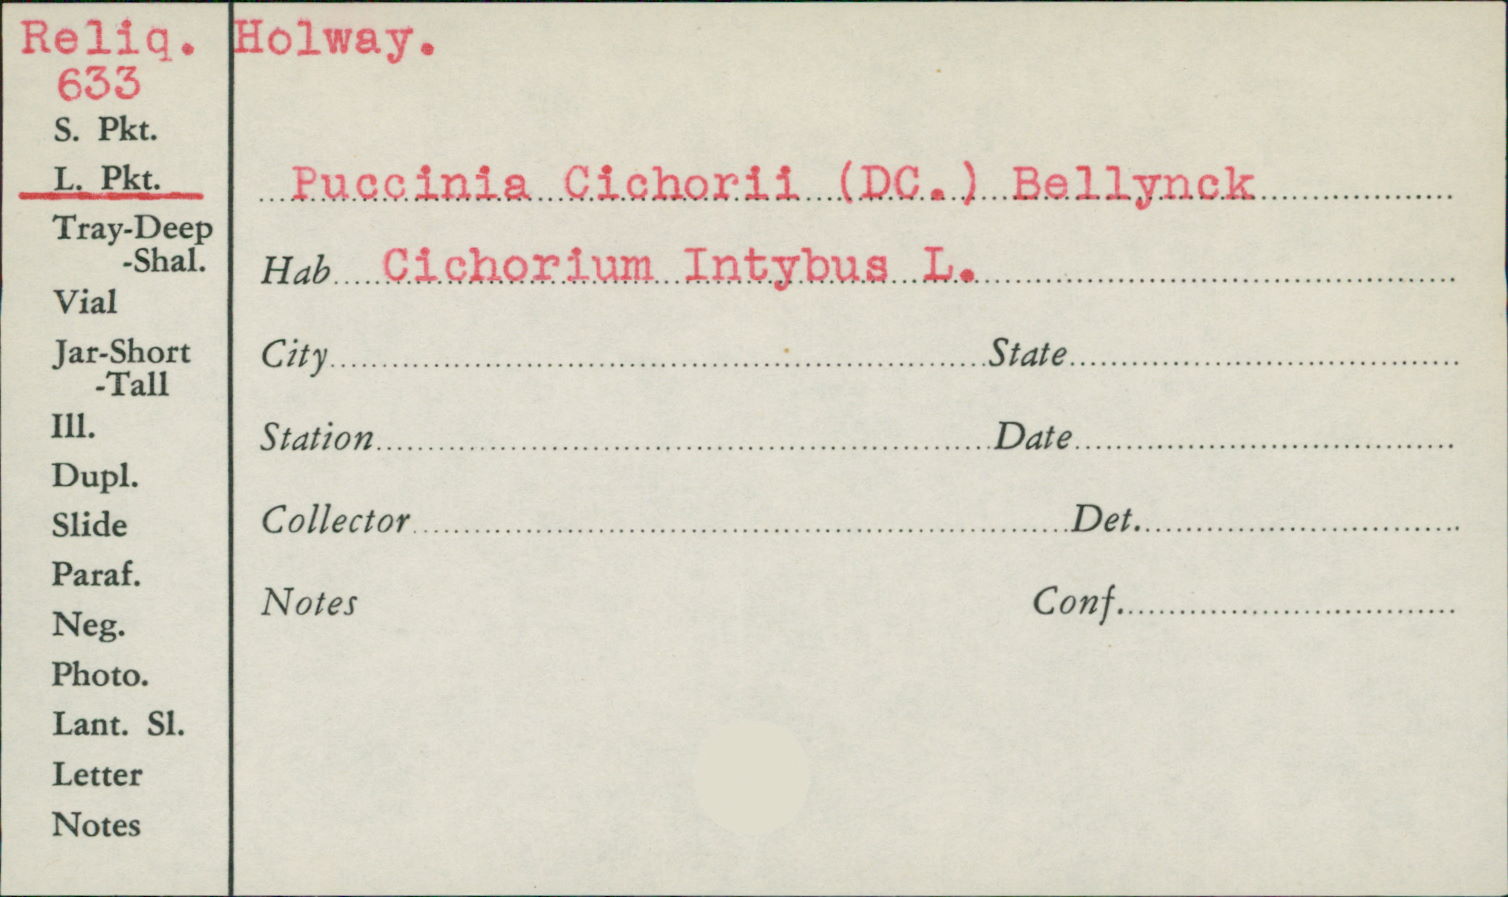 Reliq. Holway.
633
S. Pkt.
L. Pkt.
Tray-Deep
-Shal.
Vial
Jar-Short
-Tall
Ill.
Dupl.
Slide
Paraf.
Neg.
Photo.
Lant. Sl.
Letter
Notes
Puccinia Cichorii (DC.) Bellynck
Hab Cichorium Intybus L.
City State
Station Date
Collector Det.
Notes Conf.